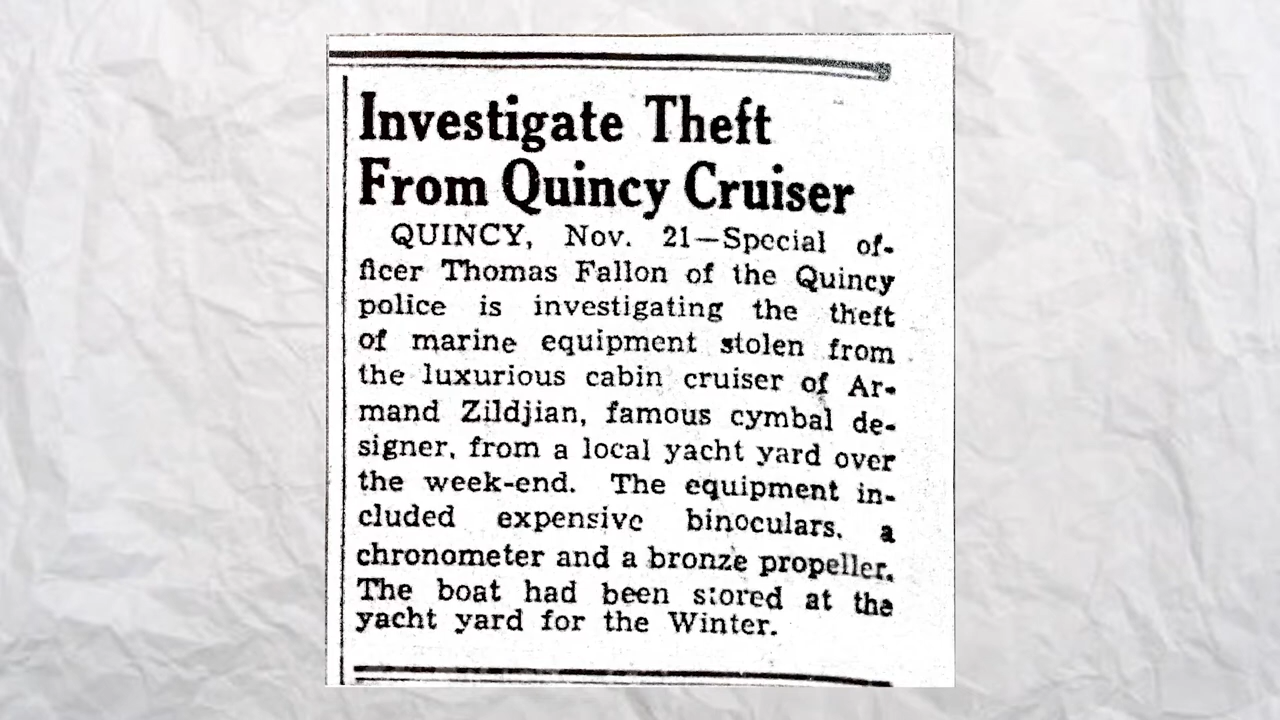 Investigate Theft
From Quincy Cruiser
QUINCY, Nov. 21—Special of-
ficer Thomas Fallon of the Quincy
police is investigating the theft
of marine equipment stolen from
the luxurious cabin cruiser of Ar-
mand Zildjian, famous cymbal de-
signer, from a local yacht yard over
the week-end. The equipment in-
cluded expensive binoculars, a
chronometer and a bronze propeller.
The boat had been stored at the
yacht yard for the Winter.